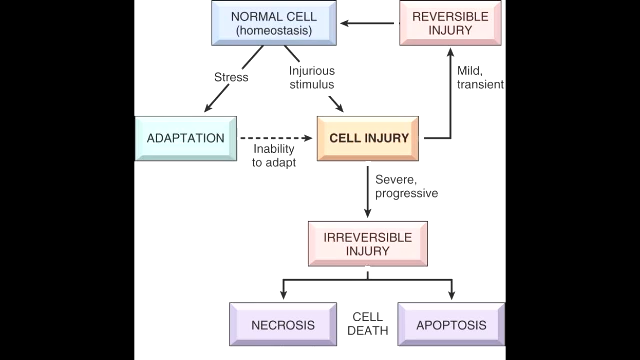 NORMAL CELL
(homeostasis)
REVERSIBLE
INJURY
Stress
Injurious
stimulus
Mild,
transient
ADAPTATION
Inability
to adapt
CELL INJURY
Severe,
progressive
IRREVERSIBLE
INJURY
NECROSIS
CELL
DEATH
APOPTOSIS